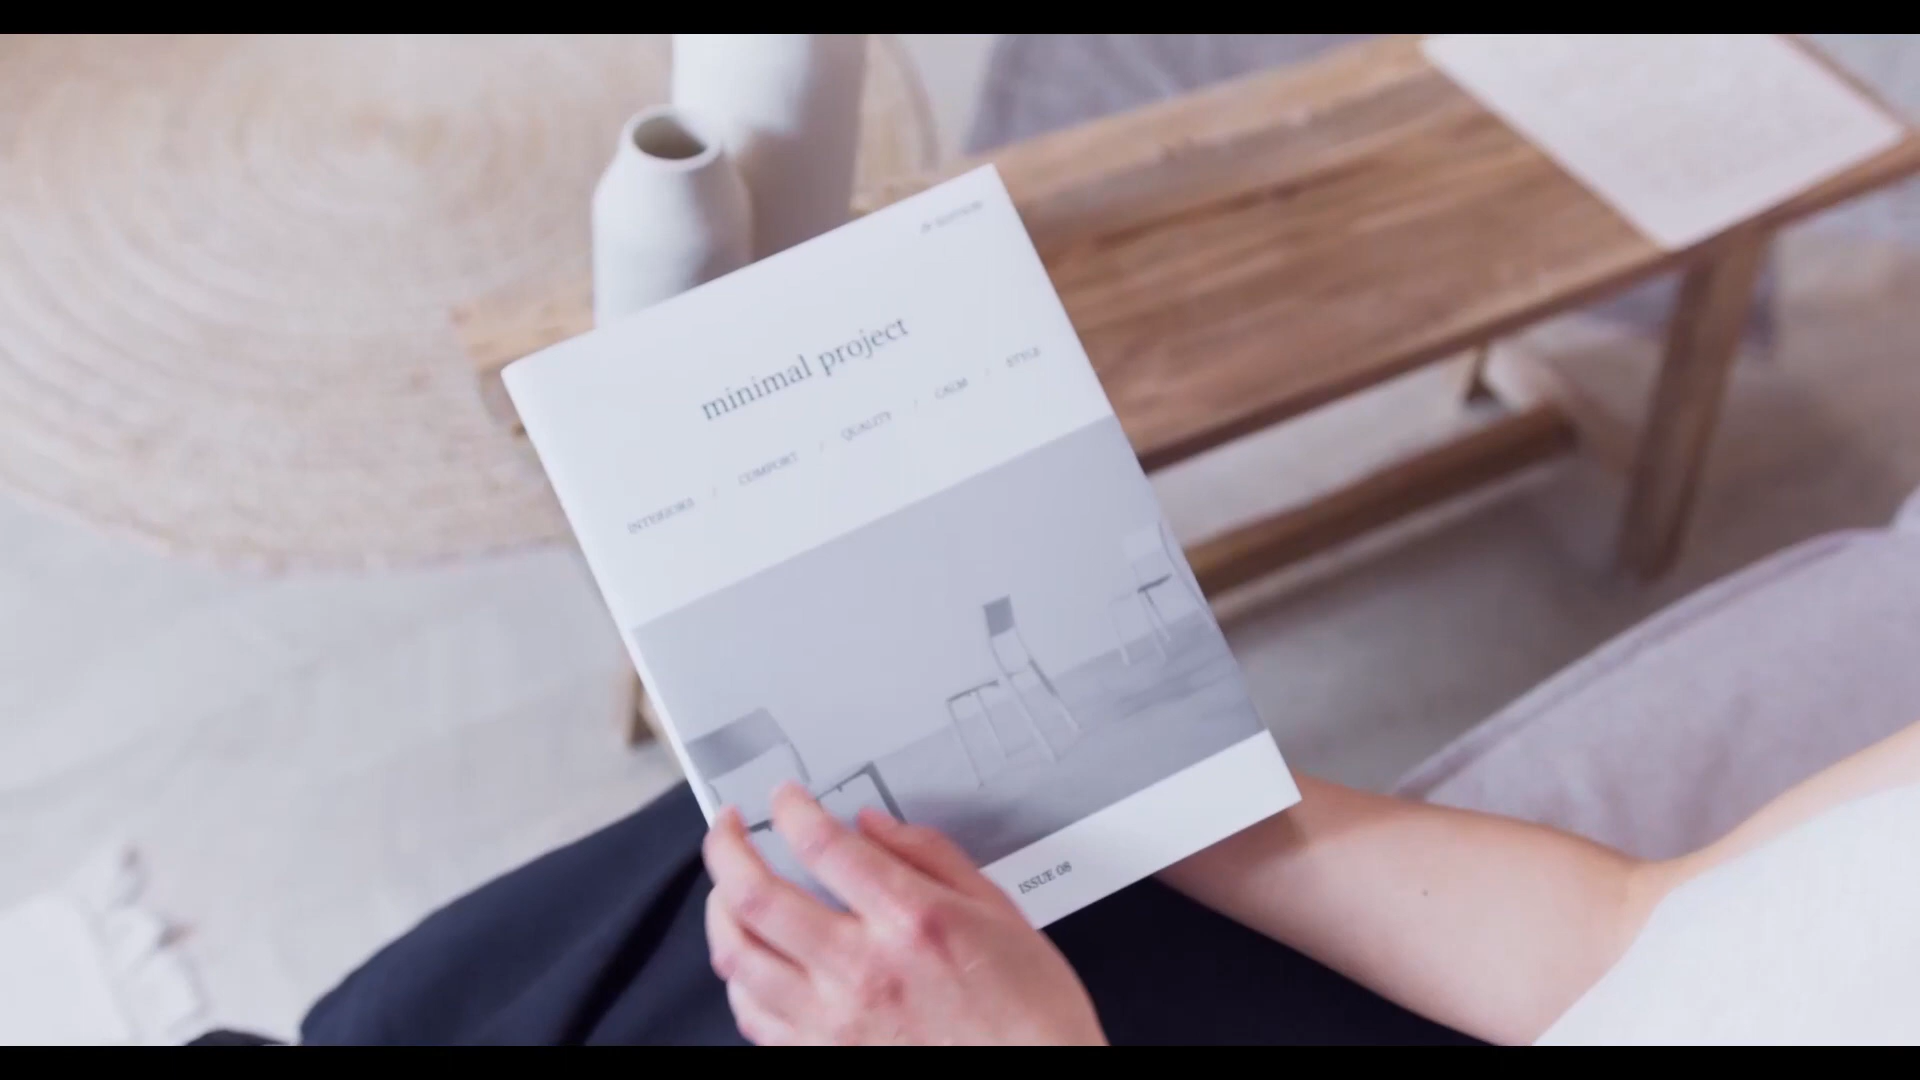 minimal project
INTERIORS / COMFORT / QUALITY / CALM / STYLE
ISSUE 08